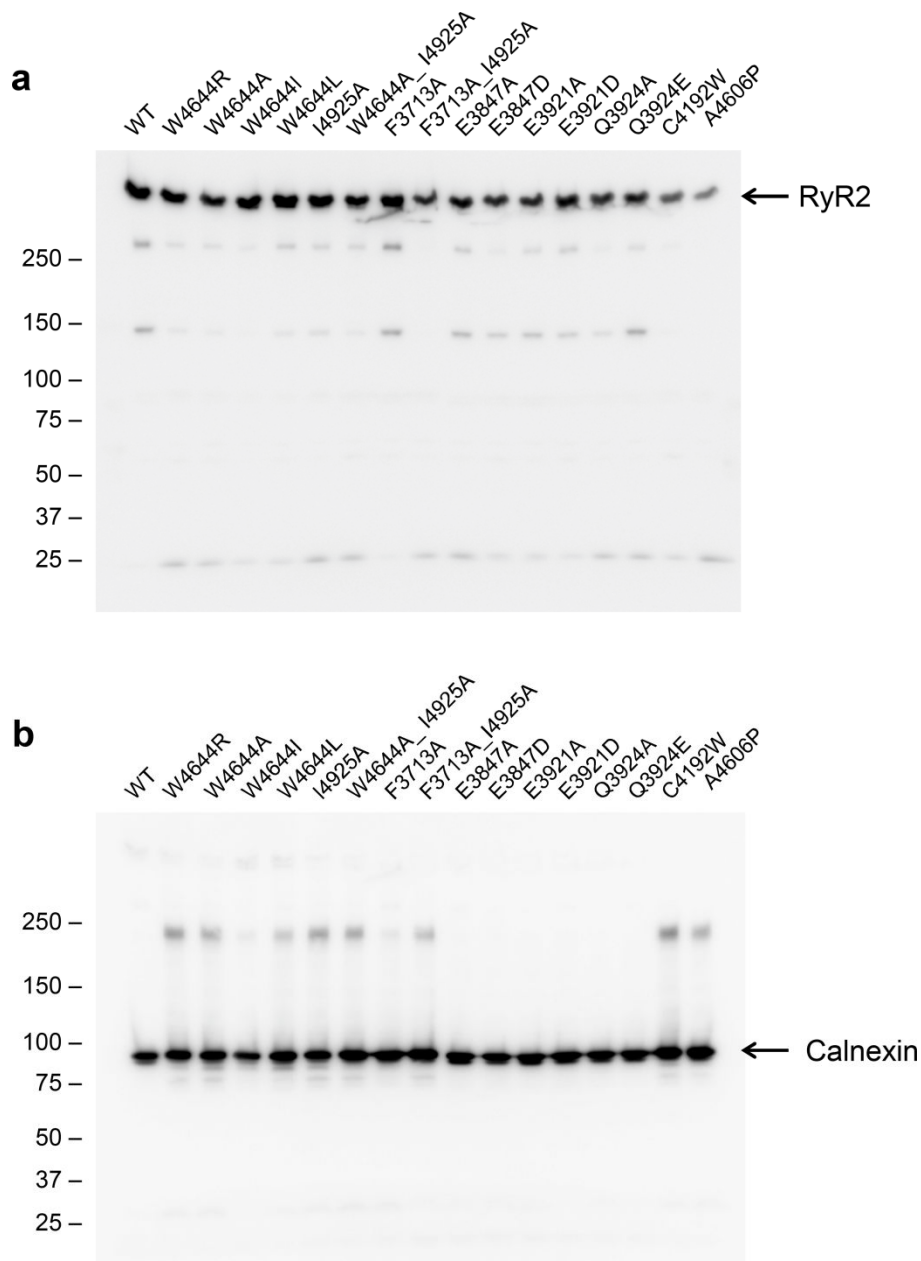 a
WT
W4644R
W4644A
W4644I
W4644L
I4925A
W4644A_I4925A
F3713A
F3713A_I4925A
E3847A
E3847D
E3921A
E3921D
Q3924A
Q3924E
C4192W
A4606P
RyR2
250 –
150 –
100 –
75 –
50 –
37 –
25 –
b
WT
W4644R
W4644A
W4644I
W4644L
I4925A
W4644A_I4925A
F3713A
F3713A_I4925A
E3847A
E3847D
E3921A
E3921D
Q3924A
Q3924E
C4192W
A4606P
250 –
150 –
100 –
Calnexin
75 –
50 –
37 –
25 –